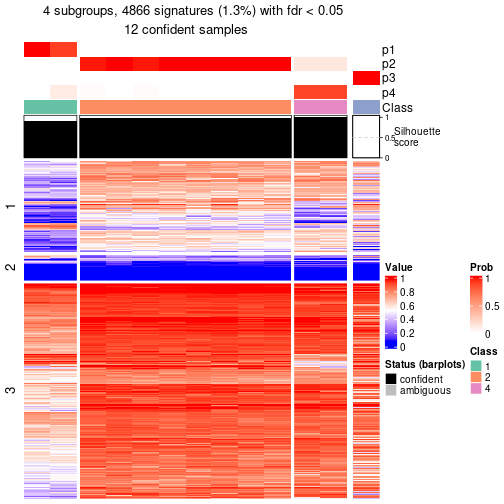 4 subgroups, 4866 signatures (1.3%) with fdr < 0.05
12 confident samples
p1
p2
p3
p4
Class
1
0.5
0
Silhouette
score
1
2
3
Value
1
0.8
0.6
0.4
0.2
0
Prob
1
0.5
0
Status (barplots)
confident
ambiguous
Class
1
2
4